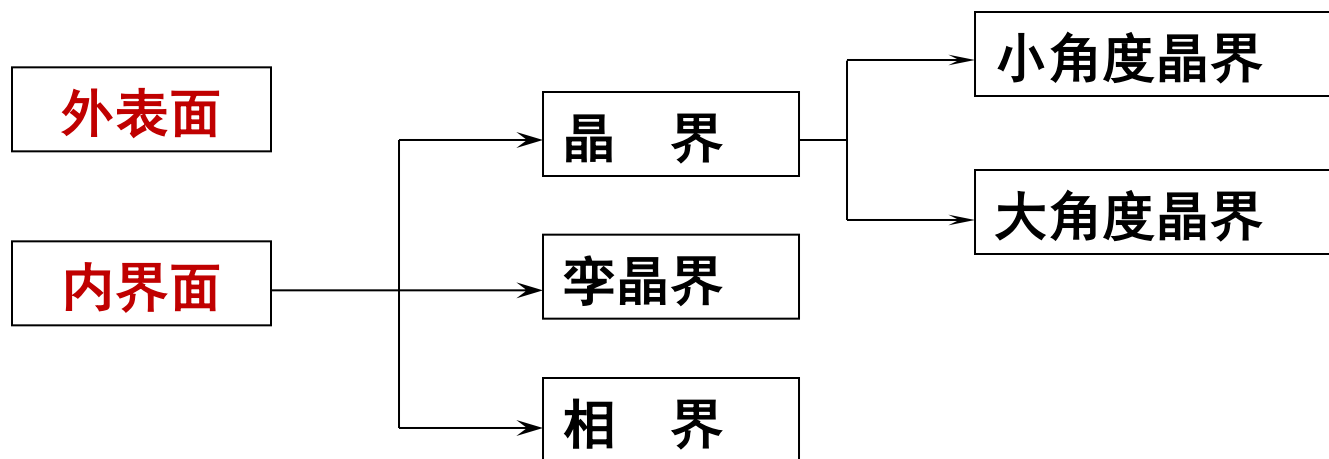 外表面
内界面
晶 界
孪晶界
相 界
小角度晶界
大角度晶界